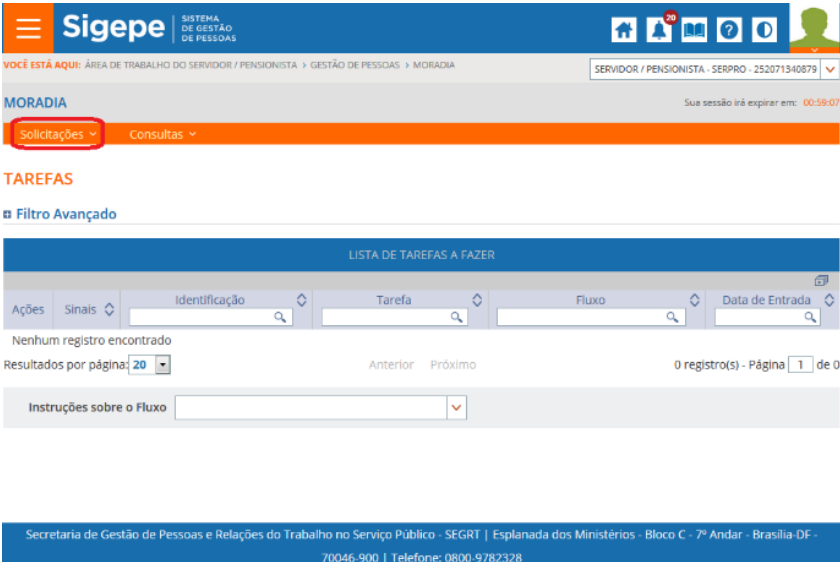 Sigepe
SISTEMA
DE GESTÃO
DE PESSOAS
20
VOCÊ ESTÁ AQUI: ÁREA DE TRABALHO DO SERVIDOR / PENSIONISTA > GESTÃO DE PESSOAS > MORADIA
SERVIDOR / PENSIONISTA - SERPRO - 252071340879
MORADIA
Sua sessão irá expirar em: 00:59:07
Solicitações Consultas
TAREFAS
Filtro Avançado
LISTA DE TAREFAS A FAZER
Ações Sinais Identificação Tarefa Fluxo Data de Entrada
Nenhum registro encontrado
Resultados por página: 20 Anterior Próximo 0 registro(s) - Página 1 de 0
Instruções sobre o Fluxo
Secretaria de Gestão de Pessoas e Relações do Trabalho no Serviço Público - SEGRT | Esplanada dos Ministérios - Bloco C - 7º Andar - Brasília-DF -
70046-900 | Telefone: 0800-9782328